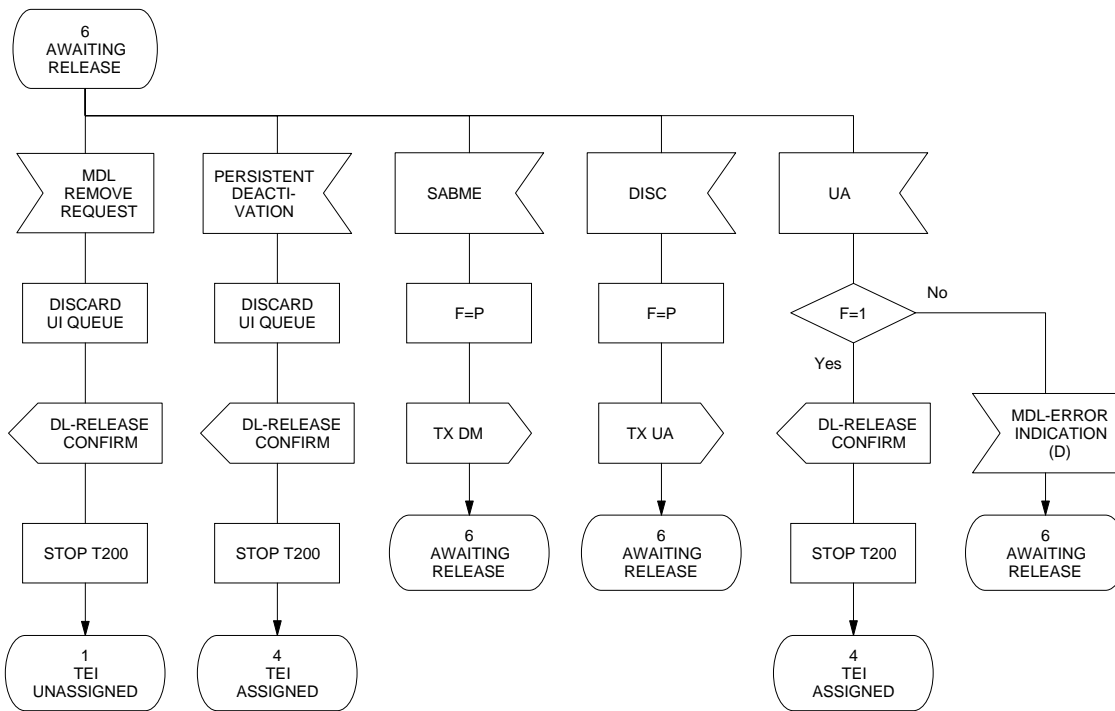 6
AWAITING
RELEASE
MDL
REMOVE
REQUEST
PERSISTENT
DEACTI-
VATION
SABME
DISC
UA
DISCARD
UI QUEUE
DISCARD
UI QUEUE
F=P
F=P
F=1
No
Yes
DL-RELEASE
CONFIRM
DL-RELEASE
CONFIRM
TX DM
TX UA
DL-RELEASE
CONFIRM
MDL-ERROR
INDICATION
(D)
STOP T200
STOP T200
6
AWAITING
RELEASE
6
AWAITING
RELEASE
STOP T200
6
AWAITING
RELEASE
1
TEI
UNASSIGNED
4
TEI
ASSIGNED
4
TEI
ASSIGNED